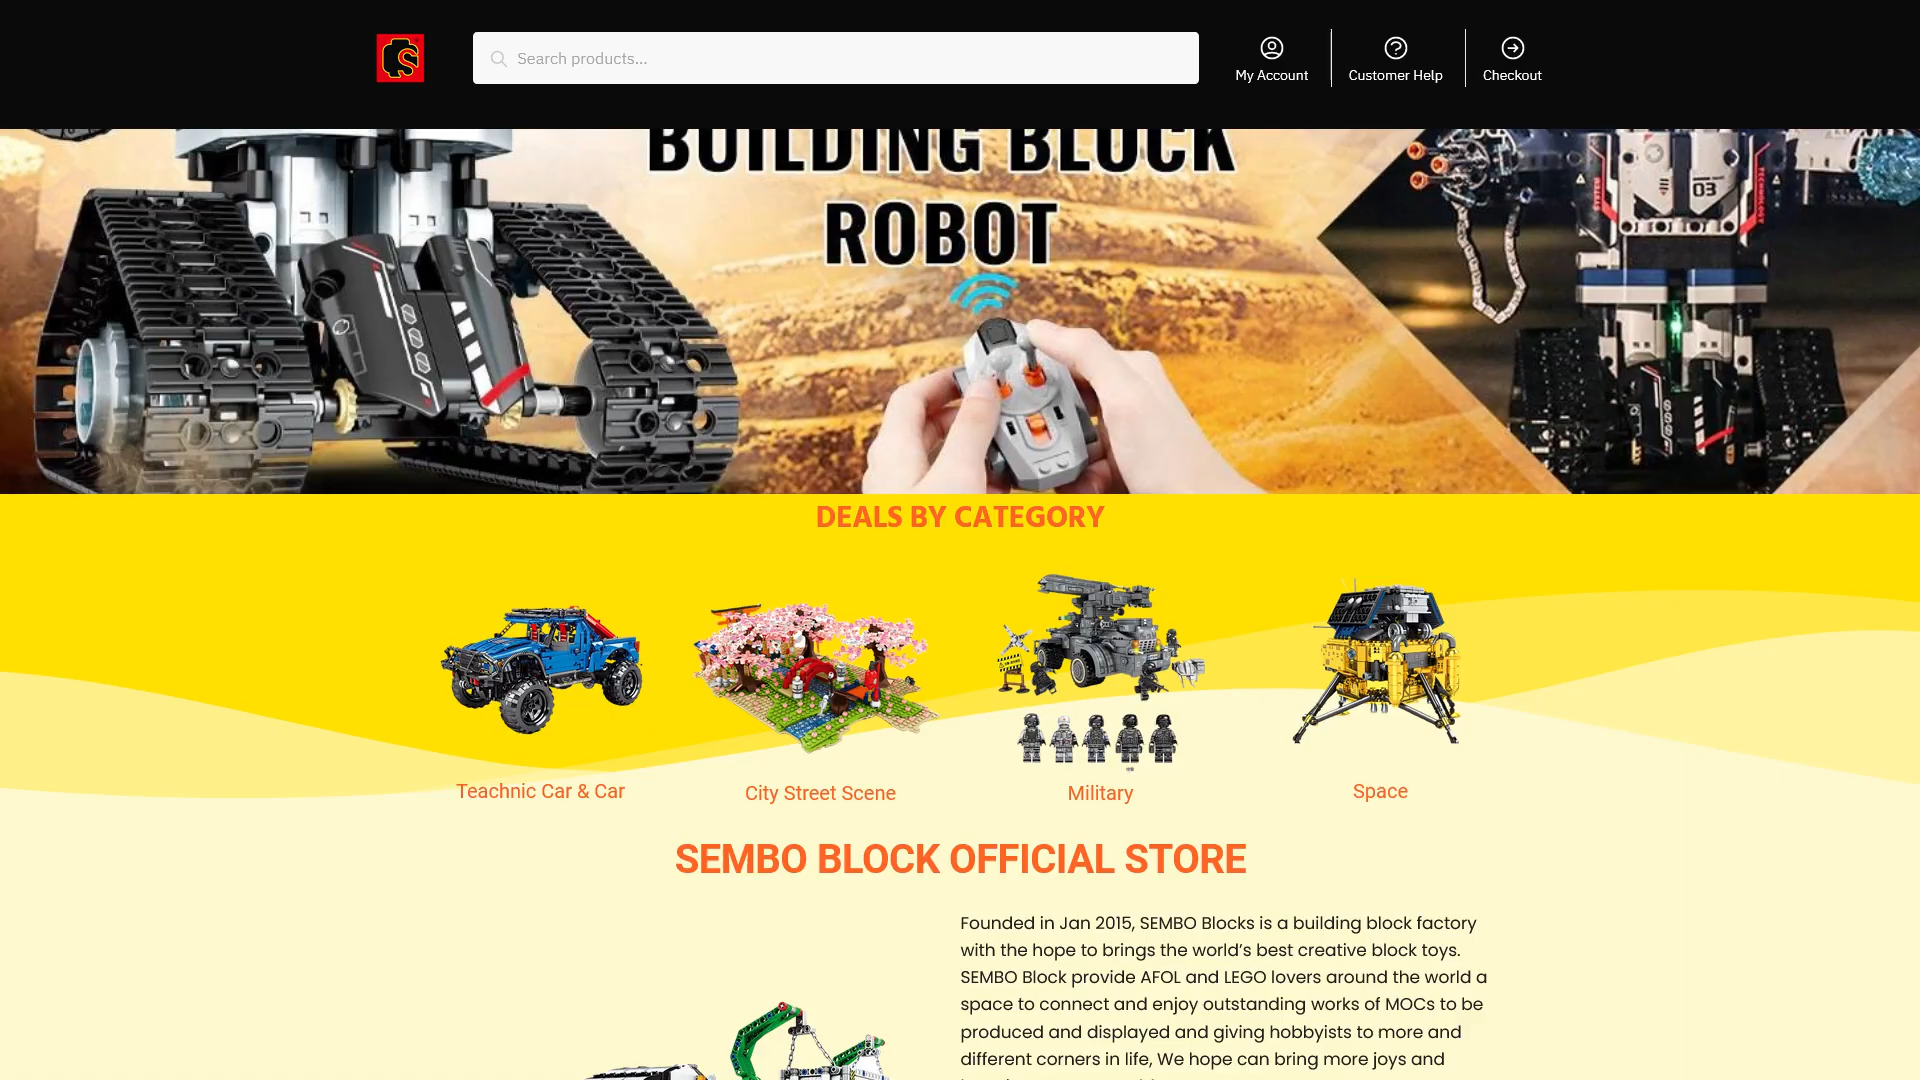 Search products...
My Account
Customer Help
Checkout
BUILDING BLOCK
ROBOT
03
DEALS BY CATEGORY
Teachnic Car & Car
City Street Scene
Military
Space
SEMBO BLOCK OFFICIAL STORE
Founded in Jan 2015, SEMBO Blocks is a building block factory
with the hope to brings the world’s best creative block toys.
SEMBO Block provide AFOL and LEGO lovers around the world a
space to connect and enjoy outstanding works of MOCs to be
produced and displayed and giving hobbyists to more and
different corners in life, We hope can bring more joys and